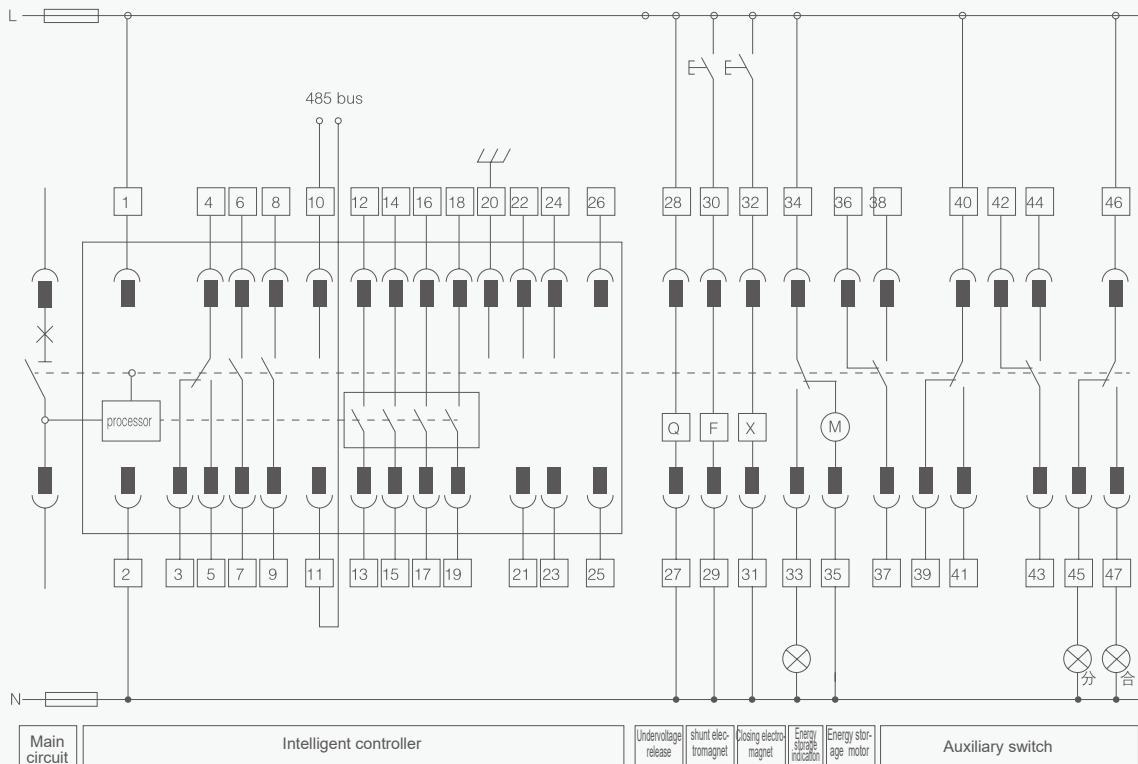 L
485 bus
1 4 6 8 10 12 14 16 18 20 22 24 26 28 30 32 34 36 38 40 42 44 46
processor
Q F X M
2 3 5 7 9 11 13 15 17 19 21 23 25 27 29 31 33 35 37 39 41 43 45 47
分 合
N
Main
circuit
Intelligent controller
Undervoltage
release
shunt elec-
tromagnet
Closing electro-
magnet
Energy
storage
indication
Energy stor-
age motor
Auxiliary switch